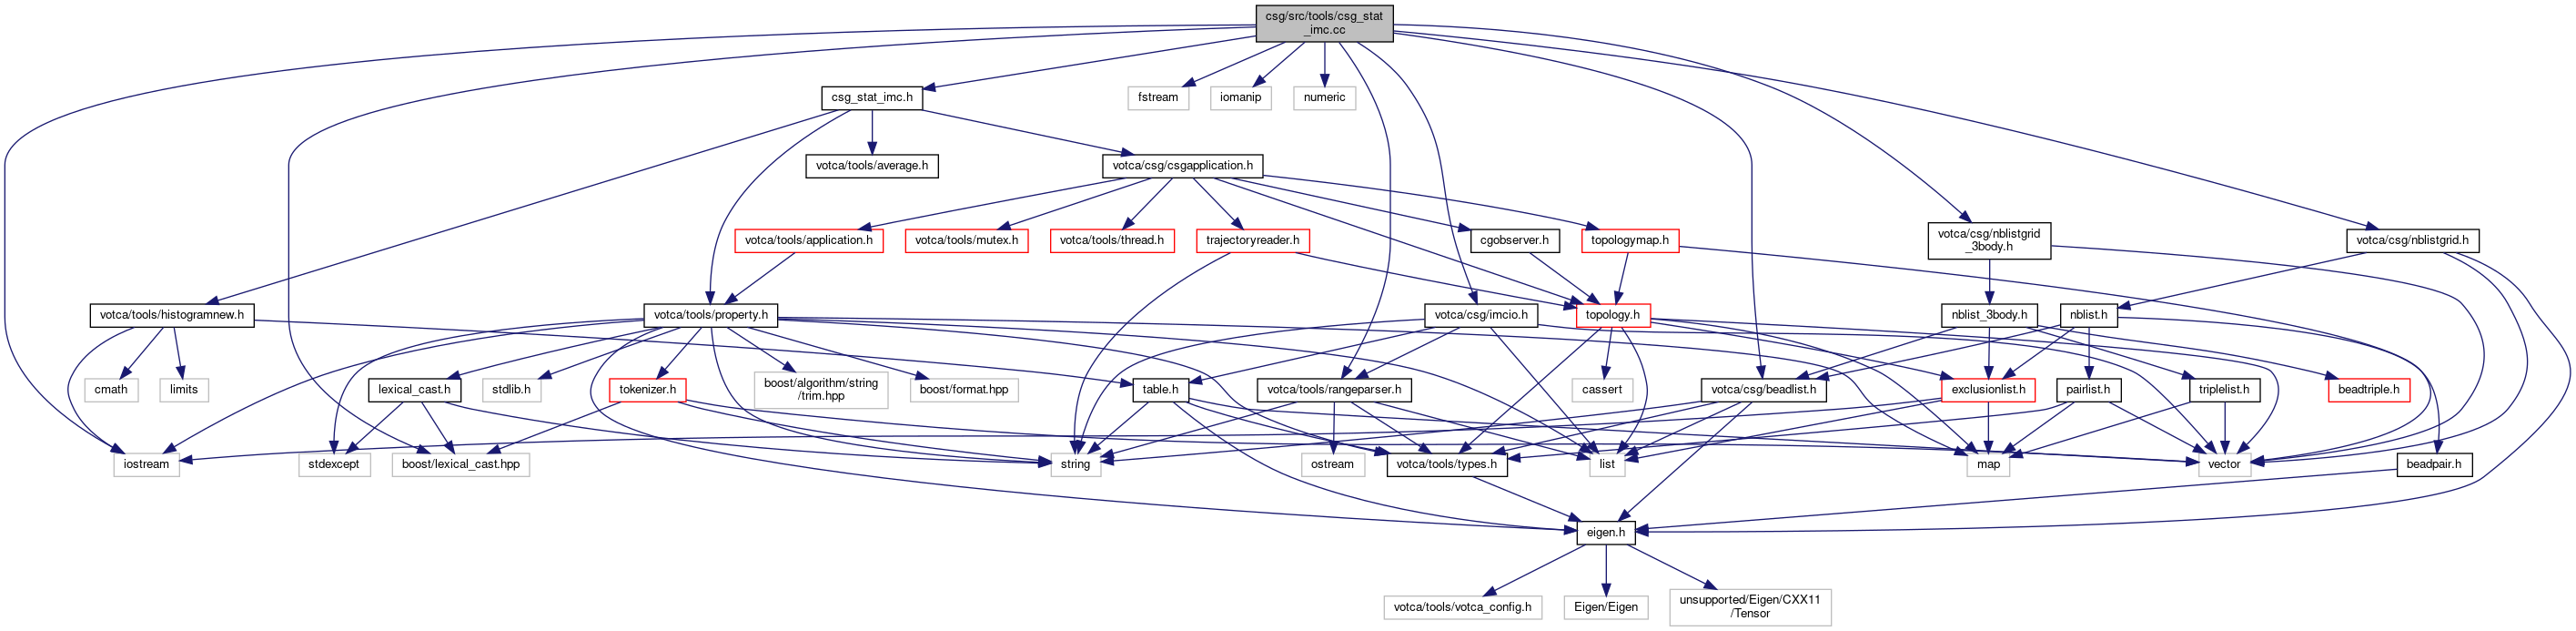 csg/src/tools/csg_stat
_imc.cc
csg_stat_imc.h
fstream
iomanip
numeric
votca/tools/average.h
votca/csg/csgapplication.h
votca/tools/application.h
votca/tools/mutex.h
votca/tools/thread.h
trajectoryreader.h
cgobserver.h
topologymap.h
votca/csg/nblistgrid
_3body.h
votca/csg/nblistgrid.h
votca/tools/histogramnew.h
votca/tools/property.h
votca/csg/imcio.h
topology.h
nblist_3body.h
nblist.h
cmath
limits
lexical_cast.h
stdlib.h
tokenizer.h
boost/algorithm/string
/trim.hpp
boost/format.hpp
table.h
votca/tools/rangeparser.h
cassert
votca/csg/beadlist.h
exclusionlist.h
pairlist.h
triplelist.h
beadtriple.h
iostream
stdexcept
boost/lexical_cast.hpp
string
ostream
votca/tools/types.h
list
map
vector
beadpair.h
eigen.h
votca/tools/votca_config.h
Eigen/Eigen
unsupported/Eigen/CXX11
/Tensor